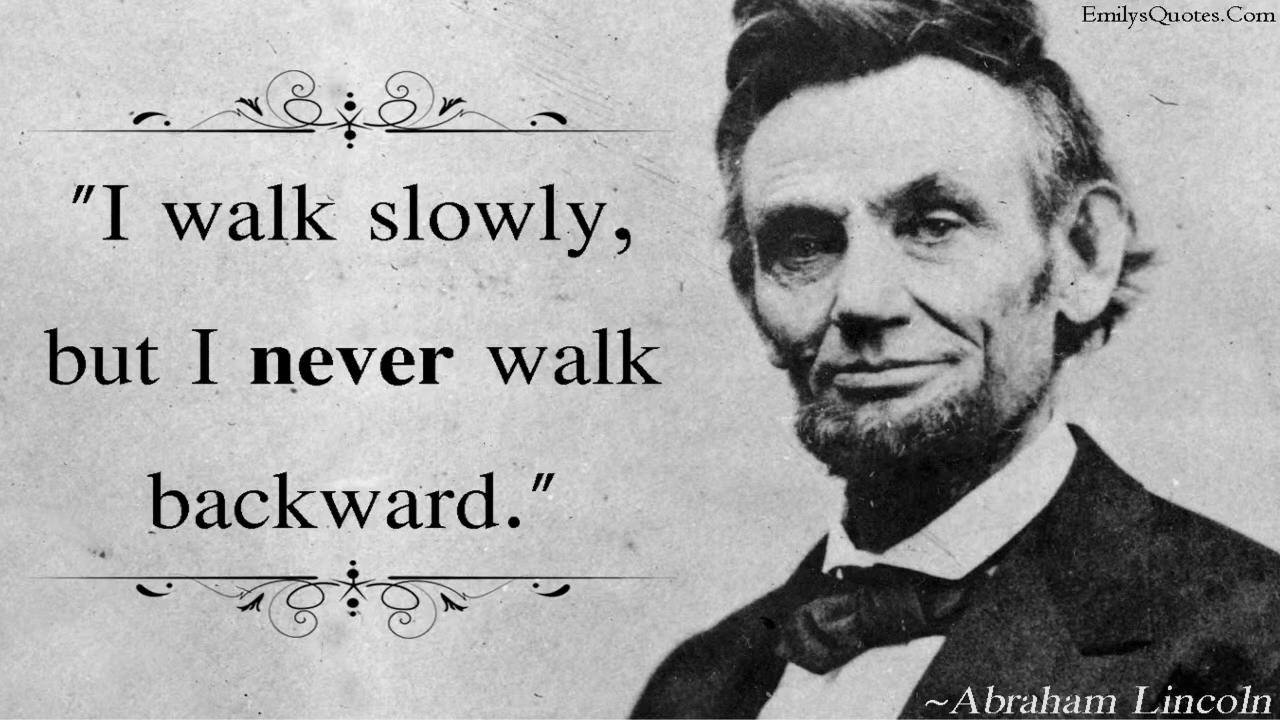 EmilysQuotes.Com
"I walk slowly,
but I never walk
backward."
~Abraham Lincoln